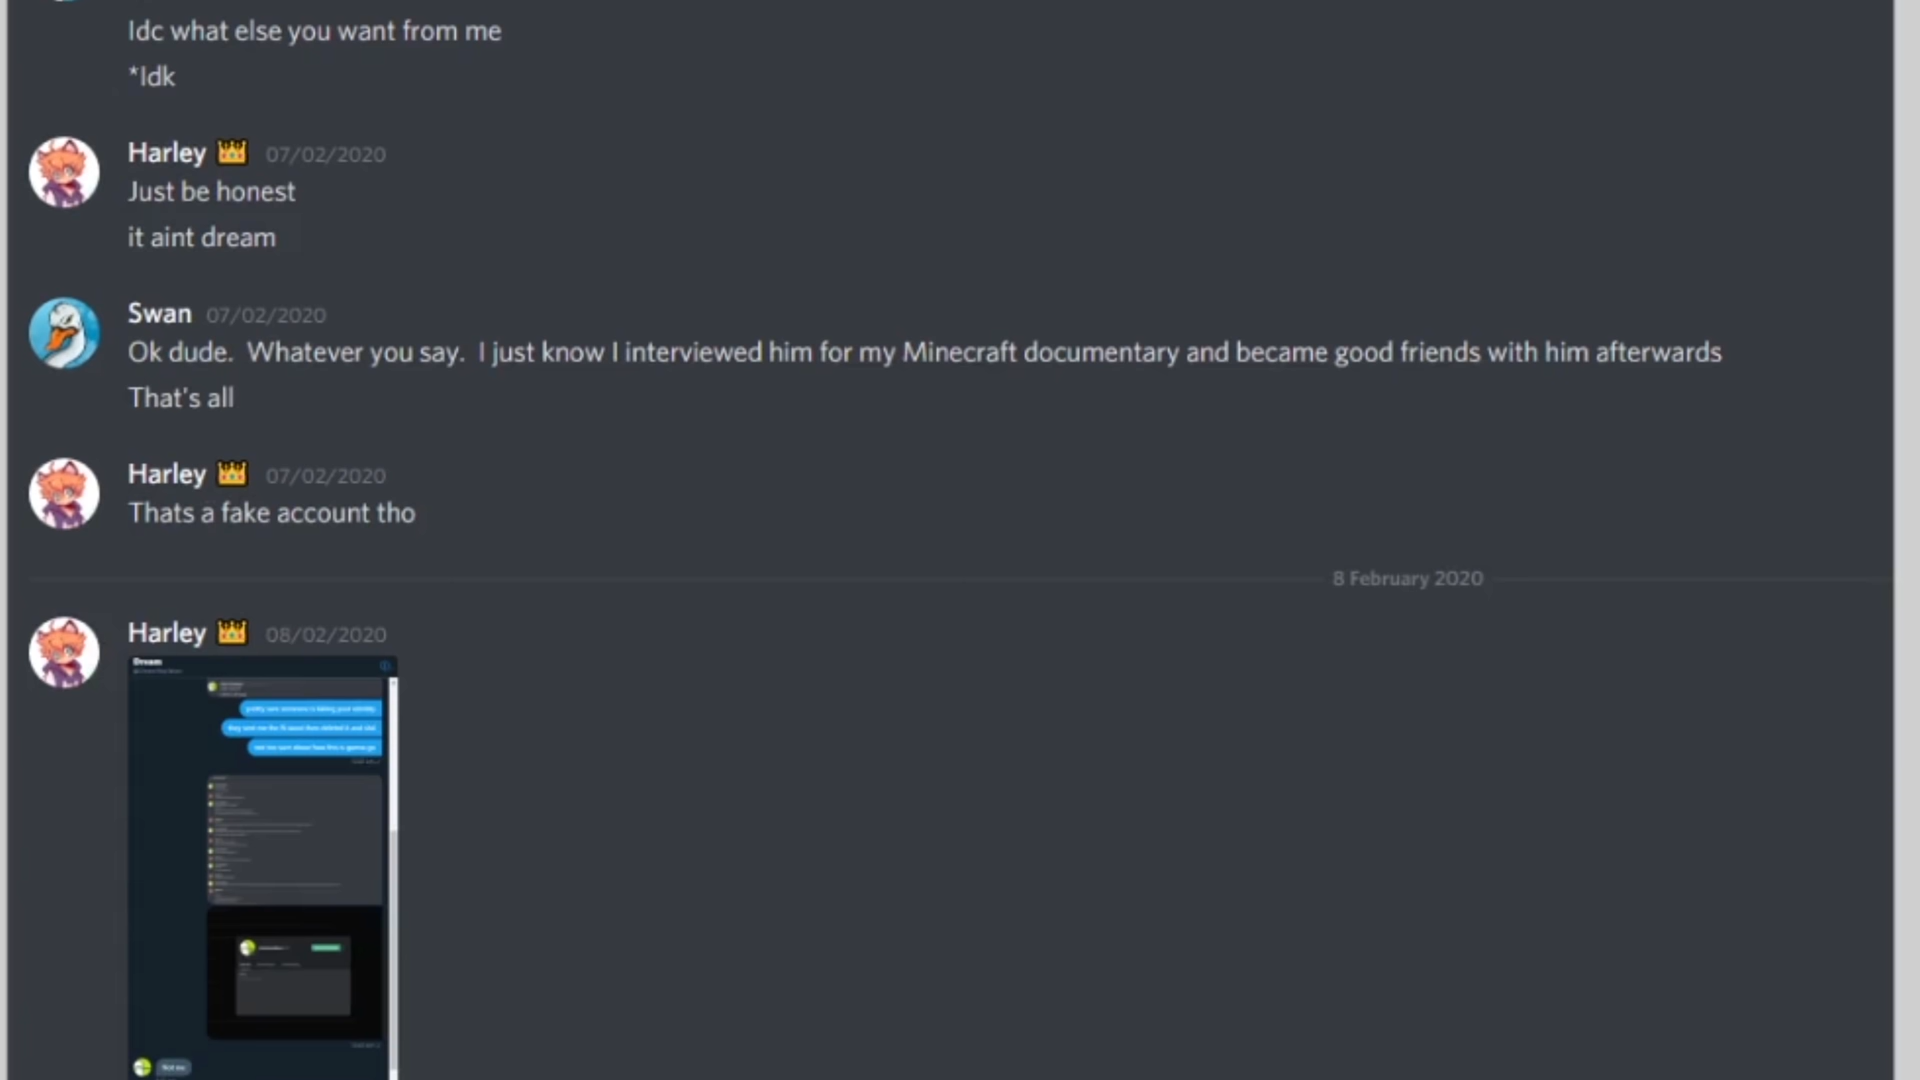 Idc what else you want from me
*Idk
Harley 👑 07/02/2020
Just be honest
it aint dream
Swan 07/02/2020
Ok dude. Whatever you say. I just know I interviewed him for my Minecraft documentary and became good friends with him afterwards
That's all
Harley 👑 07/02/2020
Thats a fake account tho
8 February 2020
Harley 👑 08/02/2020
Dream
Not me